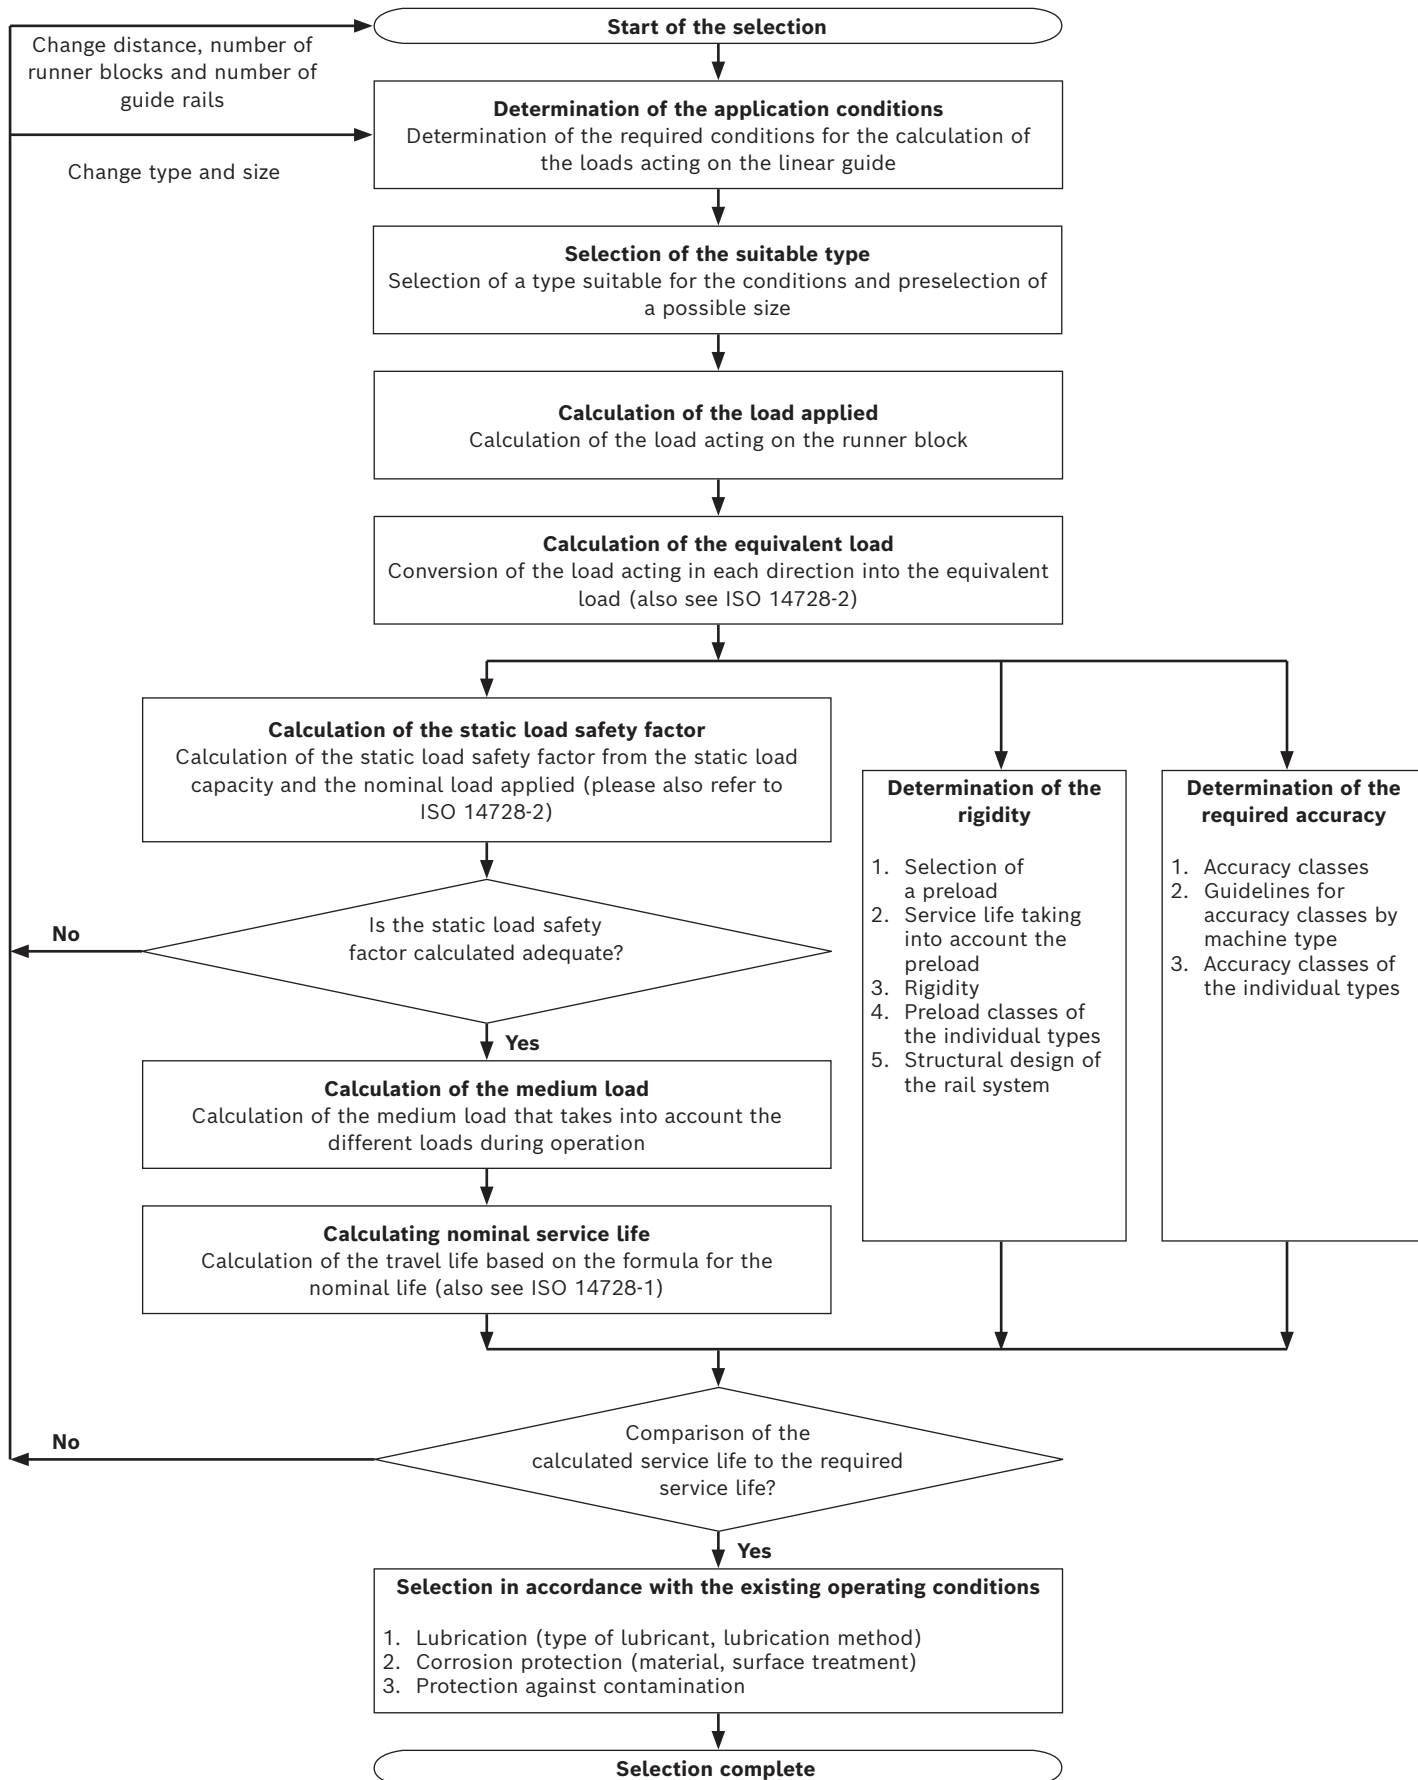 Start of the selection
Change distance, number of
runner blocks and number of
guide rails
Determination of the application conditions
Determination of the required conditions for the calculation of
the loads acting on the linear guide
Change type and size
Selection of the suitable type
Selection of a type suitable for the conditions and preselection of
a possible size
Calculation of the load applied
Calculation of the load acting on the runner block
Calculation of the equivalent load
Conversion of the load acting in each direction into the equivalent
load (also see ISO 14728-2)
Calculation of the static load safety factor
Calculation of the static load safety factor from the static load
capacity and the nominal load applied (please also refer to
ISO 14728-2)
Determination of the
rigidity
1. Selection of
a preload
2. Service life taking
into account the
preload
3. Rigidity
4. Preload classes of
the individual types
5. Structural design of
the rail system
Determination of the
required accuracy
1. Accuracy classes
2. Guidelines for
accuracy classes by
machine type
3. Accuracy classes of
the individual types
Is the static load safety
factor calculated adequate?
No
Yes
Calculation of the medium load
Calculation of the medium load that takes into account the
different loads during operation
Calculating nominal service life
Calculation of the travel life based on the formula for the
nominal life (also see ISO 14728-1)
Comparison of the
calculated service life to the required
service life?
No
Yes
Selection in accordance with the existing operating conditions
1. Lubrication (type of lubricant, lubrication method)
2. Corrosion protection (material, surface treatment)
3. Protection against contamination
Selection complete